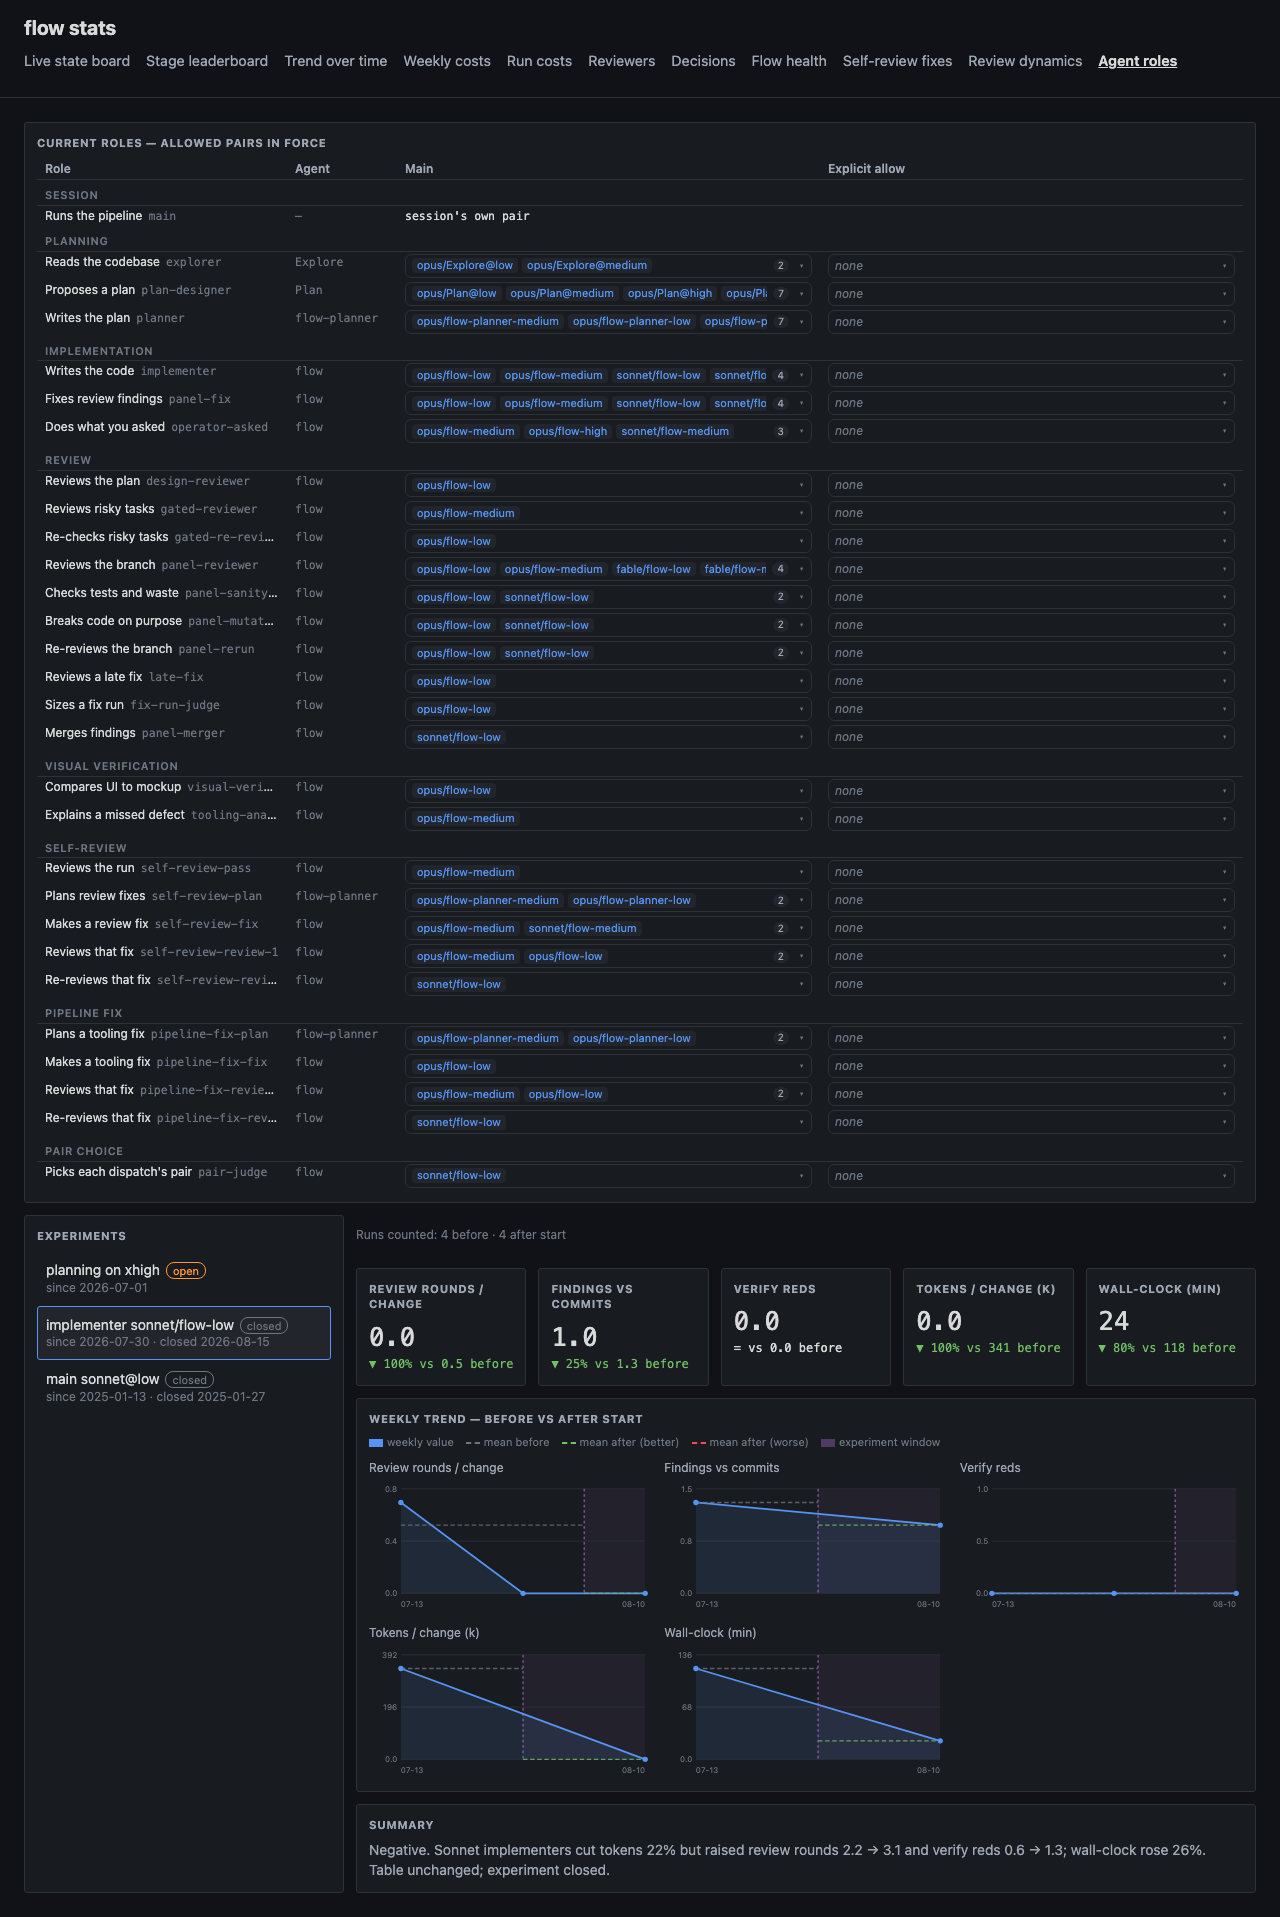 flow stats
Live state board Stage leaderboard Trend over time Weekly costs Run costs Reviewers Decisions Flow health Self-review fixes Review dynamics Agent roles
CURRENT ROLES — ALLOWED PAIRS IN FORCE
Role Agent Main Explicit allow
SESSION
Runs the pipeline main — session's own pair
PLANNING
Reads the codebase explorer Explore opus/Explore@low opus/Explore@medium 2 none
Proposes a plan plan-designer Plan opus/Plan@low opus/Plan@medium opus/Plan@high opus/Pl 7 none
Writes the plan planner flow-planner opus/flow-planner-medium opus/flow-planner-low opus/flow-p 7 none
IMPLEMENTATION
Writes the code implementer flow opus/flow-low opus/flow-medium sonnet/flow-low sonnet/flo 4 none
Fixes review findings panel-fix flow opus/flow-low opus/flow-medium sonnet/flow-low sonnet/flo 4 none
Does what you asked operator-asked flow opus/flow-medium opus/flow-high sonnet/flow-medium 3 none
REVIEW
Reviews the plan design-reviewer flow opus/flow-low none
Reviews risky tasks gated-reviewer flow opus/flow-medium none
Re-checks risky tasks gated-re-revi… flow opus/flow-low none
Reviews the branch panel-reviewer flow opus/flow-low opus/flow-medium fable/flow-low fable/flow-m 4 none
Checks tests and waste panel-sanity… flow opus/flow-low sonnet/flow-low 2 none
Breaks code on purpose panel-mutat… flow opus/flow-low sonnet/flow-low 2 none
Re-reviews the branch panel-rerun flow opus/flow-low sonnet/flow-low 2 none
Reviews a late fix late-fix flow opus/flow-low none
Sizes a fix run fix-run-judge flow opus/flow-low none
Merges findings panel-merger flow sonnet/flow-low none
VISUAL VERIFICATION
Compares UI to mockup visual-veri… flow opus/flow-low none
Explains a missed defect tooling-ana… flow opus/flow-medium none
SELF-REVIEW
Reviews the run self-review-pass flow opus/flow-medium none
Plans review fixes self-review-plan flow-planner opus/flow-planner-medium opus/flow-planner-low 2 none
Makes a review fix self-review-fix flow opus/flow-medium sonnet/flow-medium 2 none
Reviews that fix self-review-review-1 flow opus/flow-medium opus/flow-low 2 none
Re-reviews that fix self-review-revi… flow sonnet/flow-low none
PIPELINE FIX
Plans a tooling fix pipeline-fix-plan flow-planner opus/flow-planner-medium opus/flow-planner-low 2 none
Makes a tooling fix pipeline-fix-fix flow opus/flow-low none
Reviews that fix pipeline-fix-revie… flow opus/flow-medium opus/flow-low 2 none
Re-reviews that fix pipeline-fix-rev… flow sonnet/flow-low none
PAIR CHOICE
Picks each dispatch's pair pair-judge flow sonnet/flow-low none
EXPERIMENTS
planning on xhigh open
since 2026-07-01
implementer sonnet/flow-low closed
since 2026-07-30 · closed 2026-08-15
main sonnet@low closed
since 2025-01-13 · closed 2025-01-27
Runs counted: 4 before · 4 after start
REVIEW ROUNDS / CHANGE
0.0
▼ 100% vs 0.5 before
FINDINGS VS COMMITS
1.0
▼ 25% vs 1.3 before
VERIFY REDS
0.0
= vs 0.0 before
TOKENS / CHANGE (K)
0.0
▼ 100% vs 341 before
WALL-CLOCK (MIN)
24
▼ 80% vs 118 before
WEEKLY TREND — BEFORE VS AFTER START
weekly value mean before mean after (better) mean after (worse) experiment window
Review rounds / change
0.8
0.4
0.0
07-13 08-10
Findings vs commits
1.5
0.8
0.0
07-13 08-10
Verify reds
1.0
0.5
0.0
07-13 08-10
Tokens / change (k)
392
196
0.0
07-13 08-10
Wall-clock (min)
136
68
0.0
07-13 08-10
SUMMARY
Negative. Sonnet implementers cut tokens 22% but raised review rounds 2.2 → 3.1 and verify reds 0.6 → 1.3; wall-clock rose 26%.
Table unchanged; experiment closed.